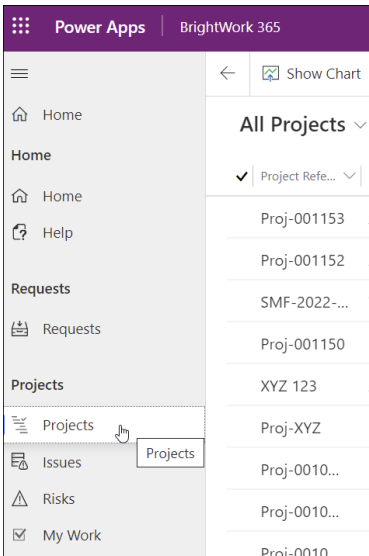 Power Apps BrightWork 365
Show Chart
Home
All Projects
Home
Project Refe...
Home
Proj-001153
Help
Proj-001152
Requests
SMF-2022-...
Requests
Proj-001150
Projects
XYZ 123
Projects
Proj-XYZ
Projects
Issues
Proj-0010...
Risks
Proj-0010...
My Work
Proj-0010